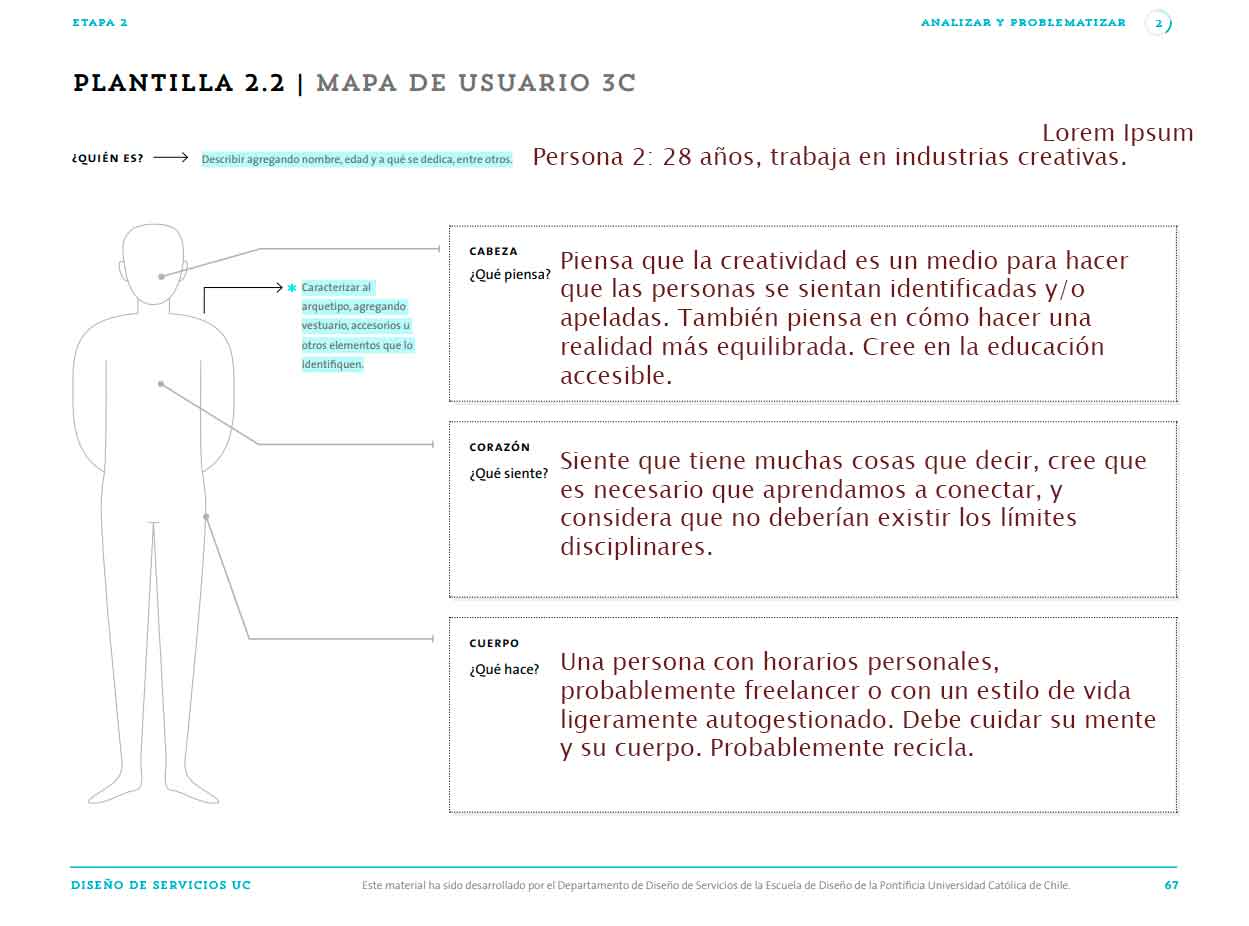 ETAPA 2
ANALIZAR Y PROBLEMATIZAR 2
PLANTILLA 2.2 | MAPA DE USUARIO 3C
Lorem Ipsum
¿QUIÉN ES? Describir agregando nombre, edad y a qué se dedica, entre otros. Persona 2: 28 años, trabaja en industrias creativas.
* Caracterizar al
arquetipo, agregando
vestuario, accesorios u
otros elementos que lo
identifiquen.
CABEZA
¿Qué piensa?
Piensa que la creatividad es un medio para hacer
que las personas se sientan identificadas y/o
apeladas. También piensa en cómo hacer una
realidad más equilibrada. Cree en la educación
accesible.
CORAZÓN
¿Qué siente?
Siente que tiene muchas cosas que decir, cree que
es necesario que aprendamos a conectar, y
considera que no deberían existir los límites
disciplinares.
CUERPO
¿Qué hace?
Una persona con horarios personales,
probablemente freelancer o con un estilo de vida
ligeramente autogestionado. Debe cuidar su mente
y su cuerpo. Probablemente recicla.
DISEÑO DE SERVICIOS UC
Este material ha sido desarrollado por el Departamento de Diseño de Servicios de la Escuela de Diseño de la Pontificia Universidad Católica de Chile.
67